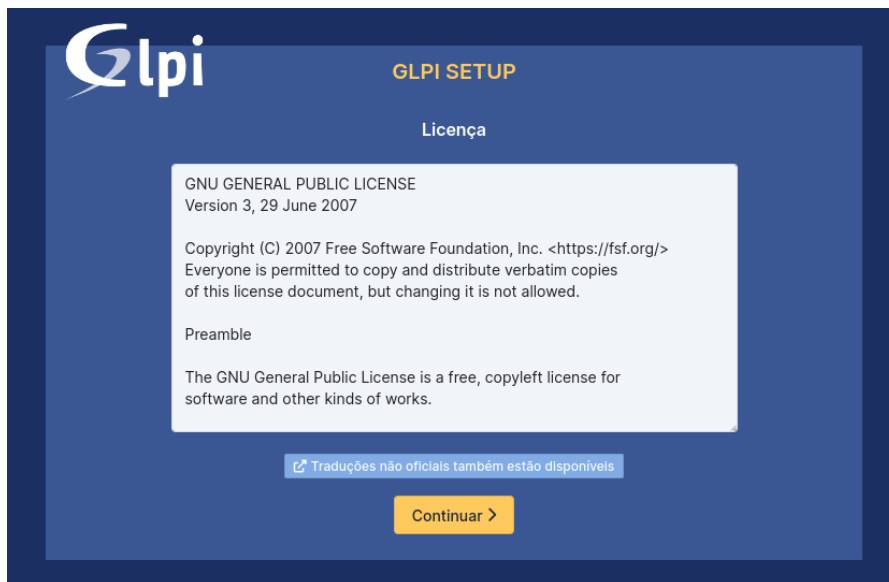 Glpi
GLPI SETUP
Licença
GNU GENERAL PUBLIC LICENSE
Version 3, 29 June 2007
Copyright (C) 2007 Free Software Foundation, Inc. <https://fsf.org/>
Everyone is permitted to copy and distribute verbatim copies
of this license document, but changing it is not allowed.
Preamble
The GNU General Public License is a free, copyleft license for
software and other kinds of works.
Traduções não oficiais também estão disponíveis
Continuar